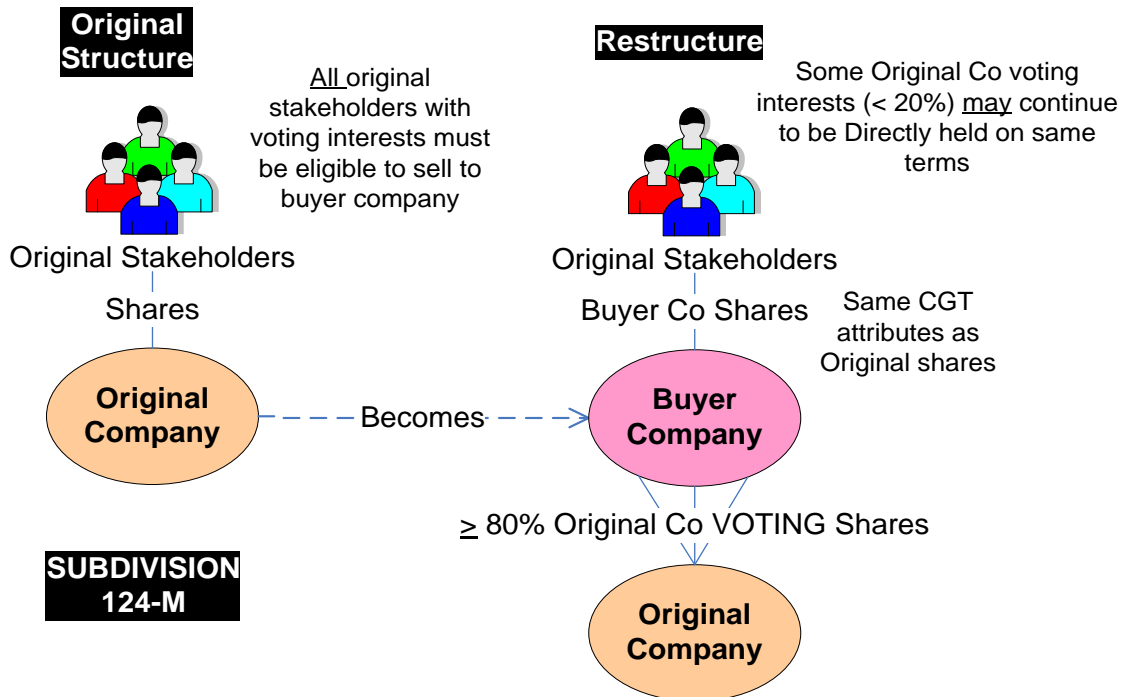 Original
Structure
All original
stakeholders with
voting interests must
be eligible to sell to
buyer company
Original Stakeholders
Shares
Original
Company
Becomes
SUBDIVISION
124-M
Restructure
Some Original Co voting
interests (< 20%) may continue
to be Directly held on same
terms
Original Stakeholders
Buyer Co Shares
Same CGT
attributes as
Original shares
Buyer
Company
≥ 80% Original Co VOTING Shares
Original
Company